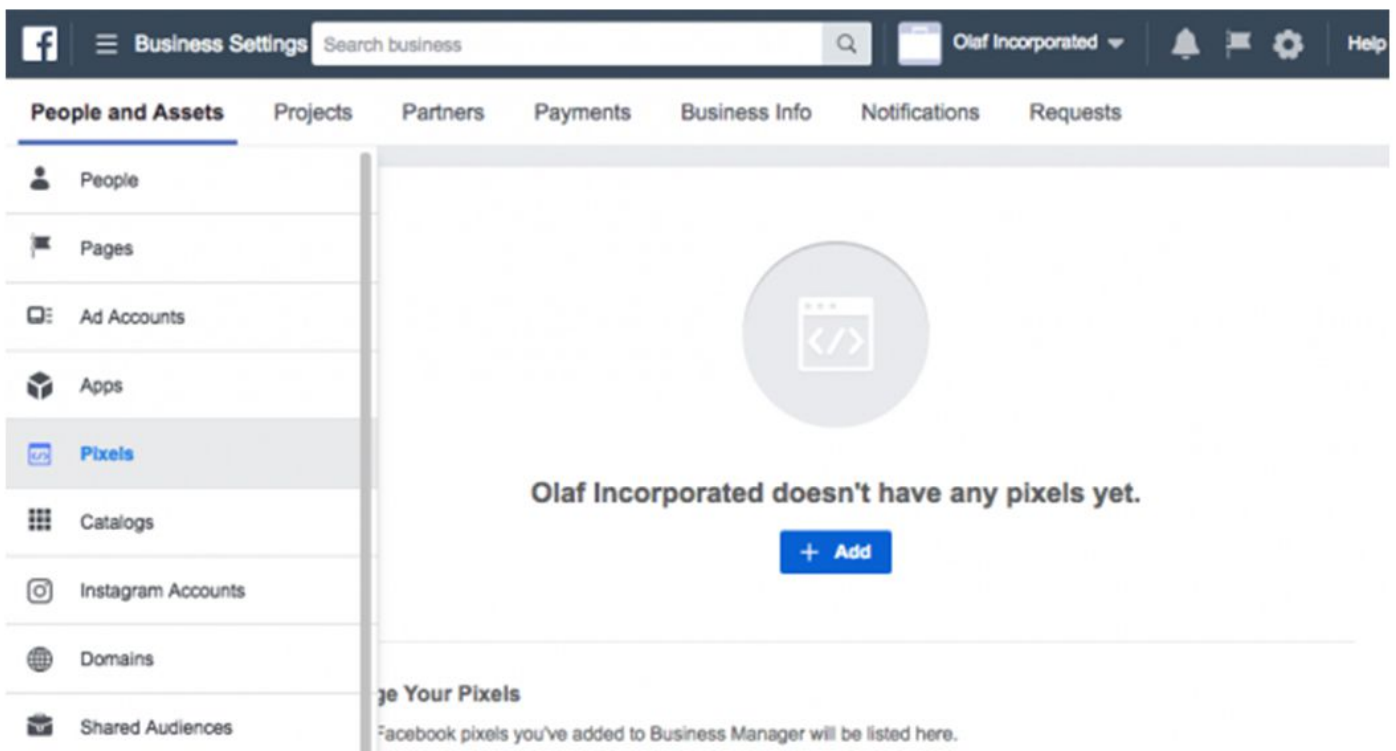 f Business Settings Search business Olaf Incorporated Help
People and Assets Projects Partners Payments Business Info Notifications Requests
People
Pages
Ad Accounts
Apps
</> Pixels
Catalogs
Instagram Accounts
Domains
Shared Audiences
</>
Olaf Incorporated doesn't have any pixels yet.
+ Add
ge Your Pixels
Facebook pixels you've added to Business Manager will be listed here.